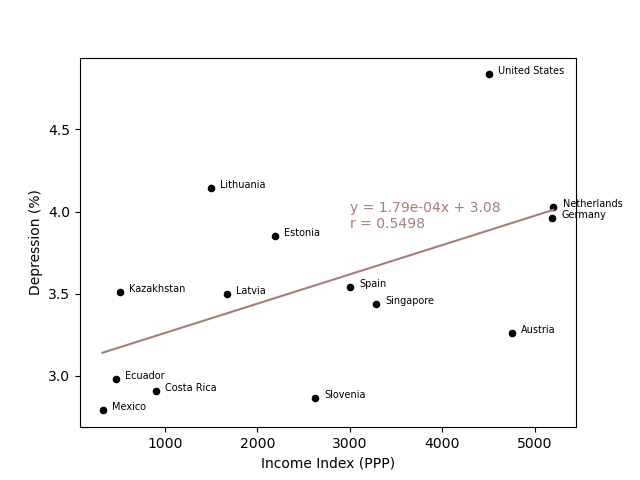 United States
4.5
Lithuania
Netherlands
4.0
y = 1.79e-04x + 3.08
Germany
r = 0.5498
Estonia
Depression (%)
Kazakhstan
Latvia
Spain
3.5
Singapore
Austria
3.0
Ecuador
Costa Rica
Slovenia
Mexico
1000 2000 3000 4000 5000
Income Index (PPP)